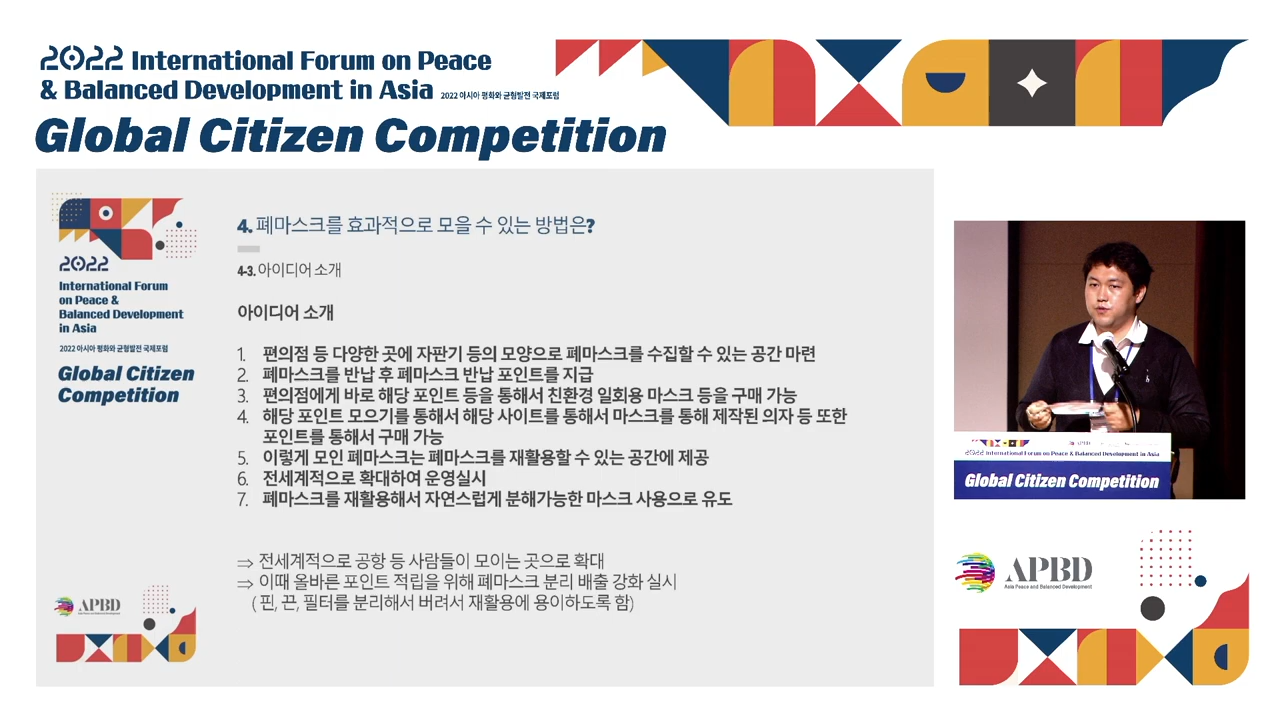 2022 International Forum on Peace
& Balanced Development in Asia 2022 아시아 평화와 균형발전 국제포럼
Global Citizen Competition
2022
International Forum
on Peace &
Balanced Development
in Asia
2022 아시아 평화와 균형발전 국제포럼
Global Citizen
Competition
APBD
Asia Peace and Balanced Development
4. 폐마스크를 효과적으로 모을 수 있는 방법은?
4-3. 아이디어 소개
아이디어 소개
1. 편의점 등 다양한 곳에 자판기 등의 모양으로 폐마스크를 수집할 수 있는 공간 마련
2. 폐마스크를 반납 후 폐마스크 반납 포인트를 지급
3. 편의점에게 바로 해당 포인트 등을 통해서 친환경 일회용 마스크 등을 구매 가능
4. 해당 포인트 모으기를 통해서 해당 사이트를 통해서 마스크를 통해 제작된 의자 등 또한
포인트를 통해서 구매 가능
5. 이렇게 모인 폐마스크는 폐마스크를 재활용할 수 있는 공간에 제공
6. 전세계적으로 확대하여 운영실시
7. 폐마스크를 재활용해서 자연스럽게 분해가능한 마스크 사용으로 유도
⇒ 전세계적으로 공항 등 사람들이 모이는 곳으로 확대
⇒ 이때 올바른 포인트 적립을 위해 폐마스크 분리 배출 강화 실시
( 핀, 끈, 필터를 분리해서 버려서 재활용에 용이하도록 함)
2022 International Forum on Peace & Balanced Development in Asia
Global Citizen Competition
APBD
Asia Peace and Balanced Development